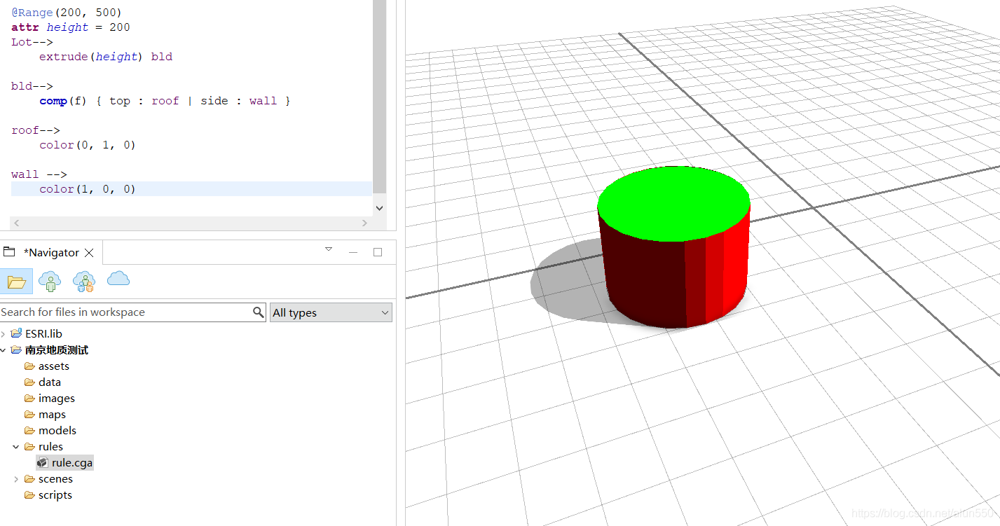 @Range(200, 500)
attr height = 200
Lot-->
    extrude(height) bld
bld-->
    comp(f) { top : roof | side : wall }
roof-->
    color(0, 1, 0)
wall -->
    color(1, 0, 0)
*Navigator
Search for files in workspace
All types
ESRI.lib
南京地质测试
assets
data
images
maps
models
rules
rule.cga
scenes
scripts
https://blog.csdn.net/alun550